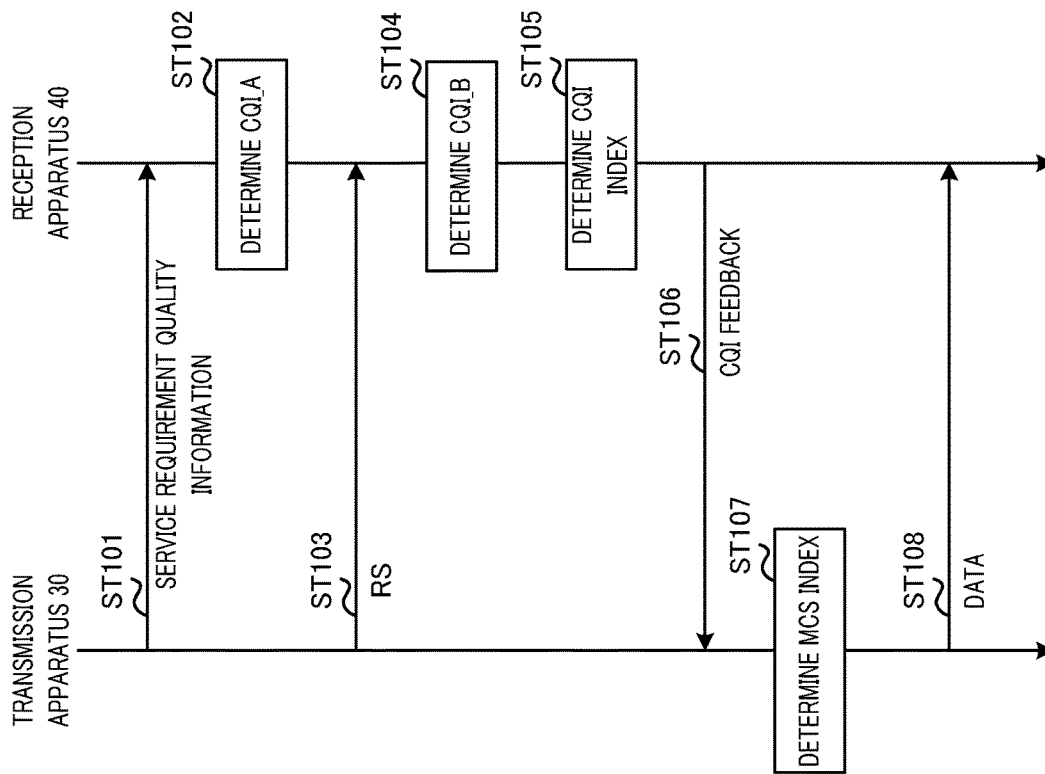 TRANSMISSION
APPARATUS 30
RECEPTION
APPARATUS 40
ST101
SERVICE REQUIREMENT QUALITY
INFORMATION
ST102
DETERMINE CQI_A
ST103
RS
ST104
DETERMINE CQI_B
ST105
DETERMINE CQI
INDEX
ST106
CQI FEEDBACK
ST107
DETERMINE MCS INDEX
ST108
DATA